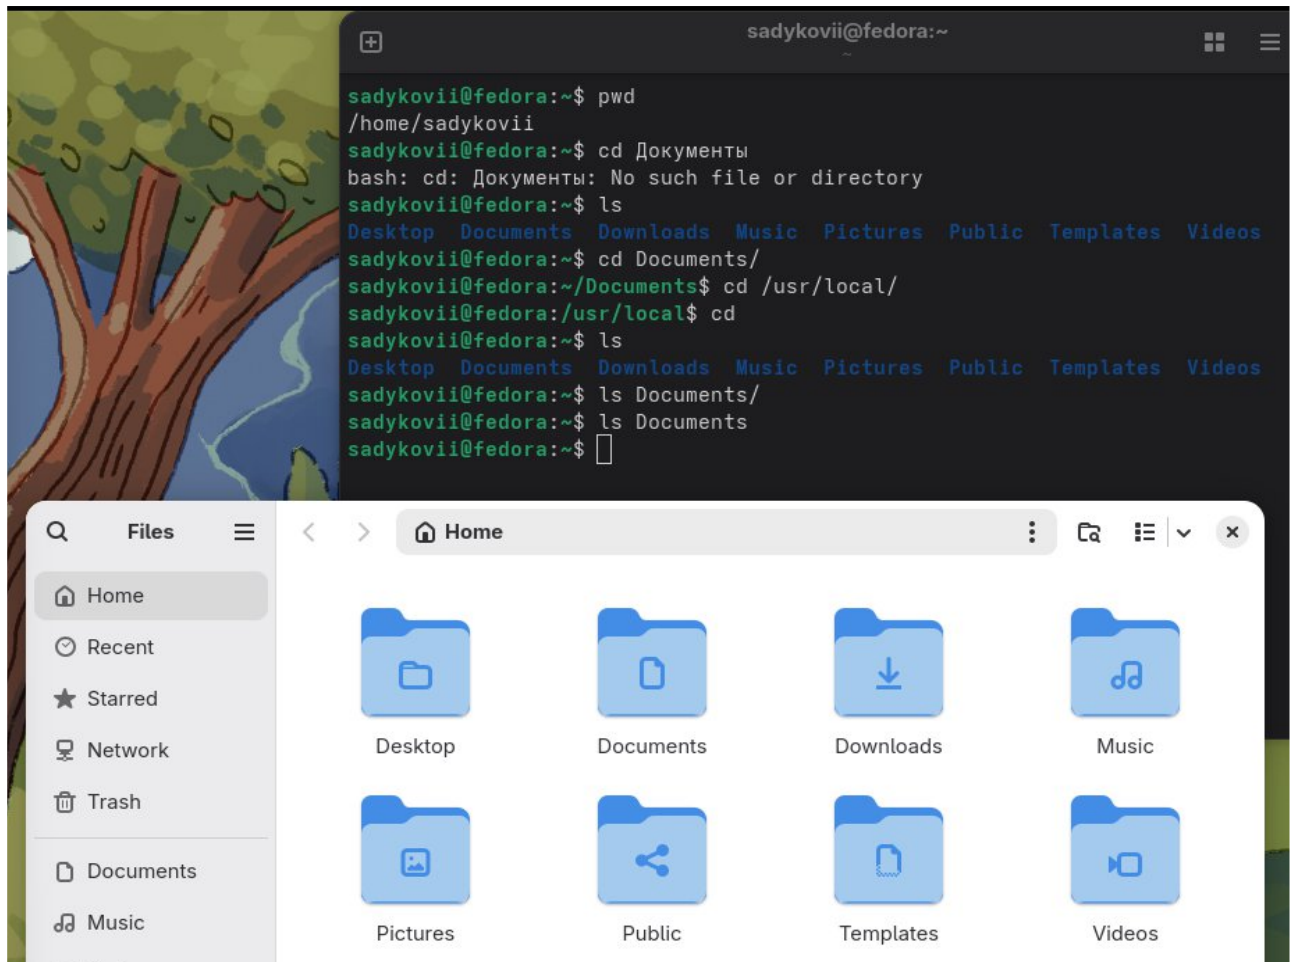 sadykovii@fedora:~
~
sadykovii@fedora:~$ pwd
/home/sadykovii
sadykovii@fedora:~$ cd Документы
bash: cd: Документы: No such file or directory
sadykovii@fedora:~$ ls
Desktop Documents Downloads Music Pictures Public Templates Videos
sadykovii@fedora:~$ cd Documents/
sadykovii@fedora:~/Documents$ cd /usr/local/
sadykovii@fedora:/usr/local$ cd
sadykovii@fedora:~$ ls
Desktop Documents Downloads Music Pictures Public Templates Videos
sadykovii@fedora:~$ ls Documents/
sadykovii@fedora:~$ ls Documents
sadykovii@fedora:~$
Files
Home
Recent
Starred
Network
Trash
Documents
Music
Home
Desktop Documents Downloads Music
Pictures Public Templates Videos